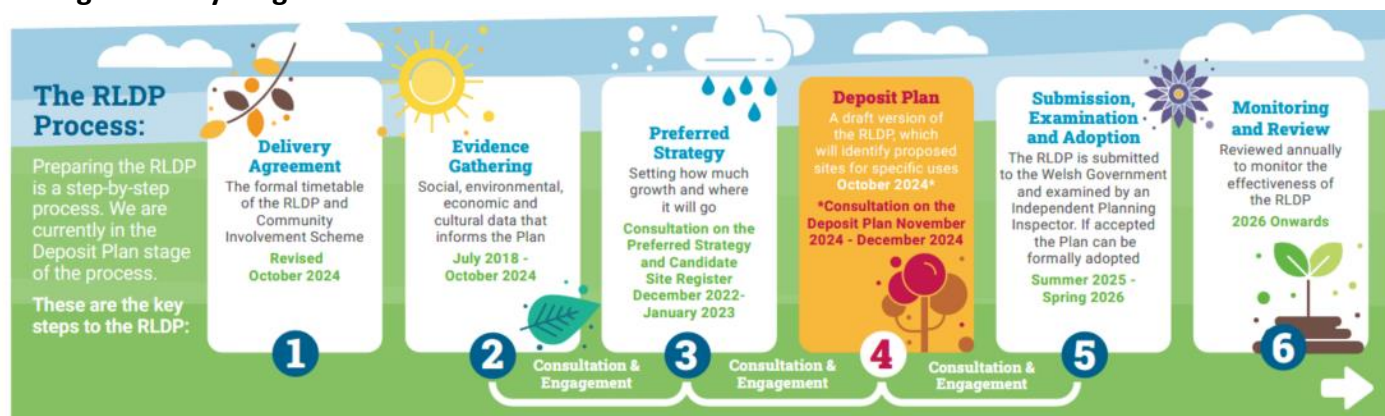 The RLDP
Process:
Preparing the RLDP
is a step-by-step
process. We are
currently in the
Deposit Plan stage
of the process.
These are the key
steps to the RLDP:
Delivery
Agreement
The formal timetable
of the RLDP and
Community
Involvement Scheme
Revised
October 2024
1
Evidence
Gathering
Social, environmental,
economic and
cultural data that
informs the Plan
July 2018 -
October 2024
2
Consultation &
Engagement
Preferred
Strategy
Setting how much
growth and where
it will go
Consultation on the
Preferred Strategy
and Candidate
Site Register
December 2022-
January 2023
3
Consultation &
Engagement
Deposit Plan
A draft version of
the RLDP, which
will identify proposed
sites for specific uses
October 2024*
*Consultation on the
Deposit Plan November
2024 - December 2024
4
Consultation &
Engagement
Submission,
Examination
and Adoption
The RLDP is submitted
to the Welsh Government
and examined by an
Independent Planning
Inspector. If accepted
the Plan can be
formally adopted
Summer 2025 -
Spring 2026
5
Monitoring
and Review
Reviewed annually
to monitor the
effectiveness of
the RLDP
2026 Onwards
6